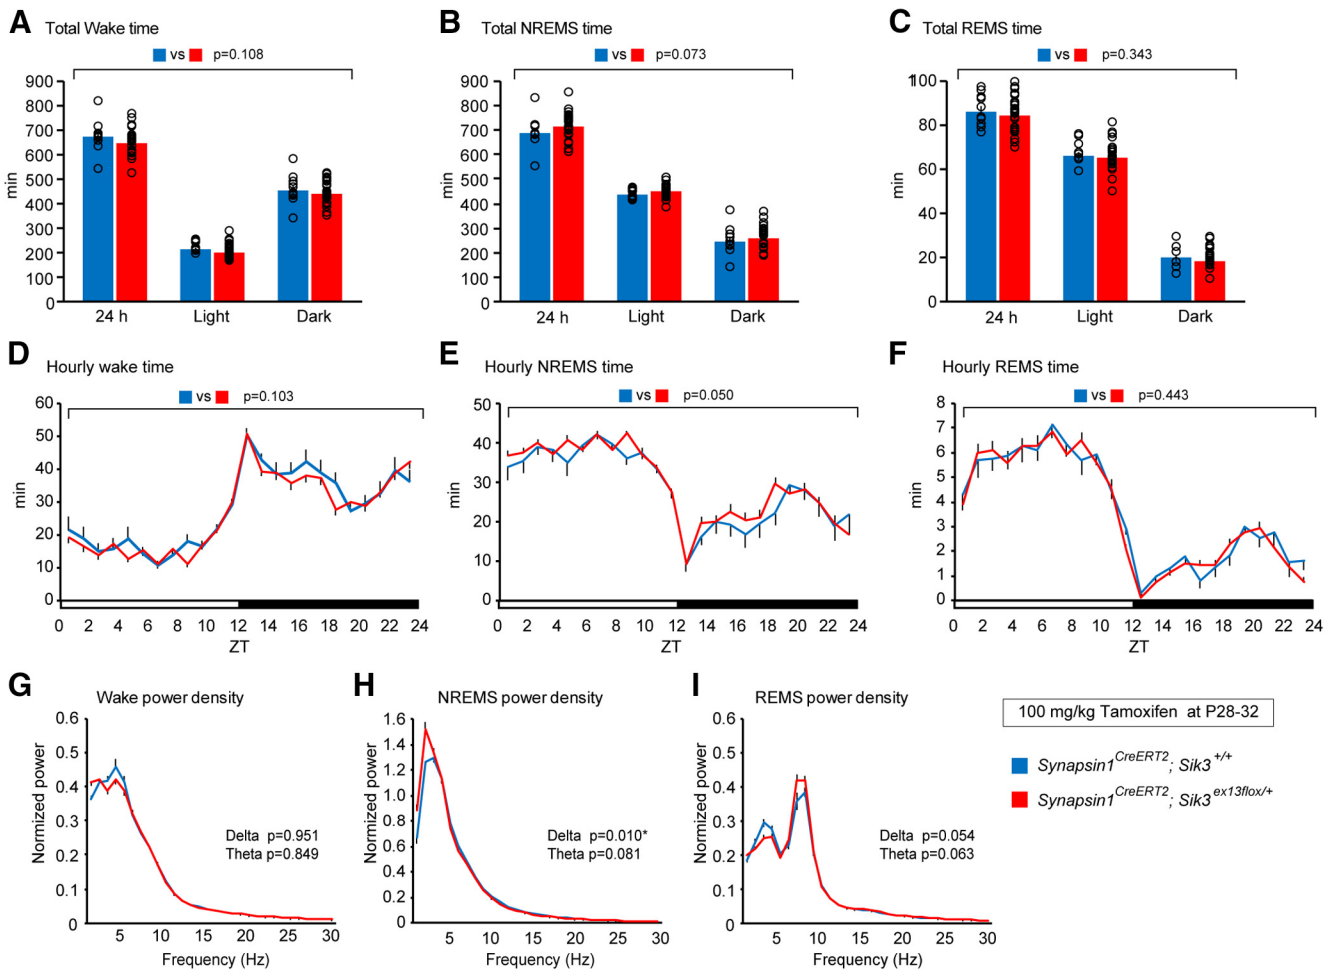 A Total Wake time
vs p=0.108
min
900
800
700
600
500
400
300
200
100
0
24 h Light Dark
B Total NREMS time
vs p=0.073
min
900
800
700
600
500
400
300
200
100
0
24 h Light Dark
C Total REMS time
vs p=0.343
min
100
80
60
40
20
0
24 h Light Dark
D Hourly wake time
vs p=0.103
min
60
50
40
30
20
10
0
0 2 4 6 8 10 12 14 16 18 20 22 24
ZT
E Hourly NREMS time
vs p=0.050
min
50
40
30
20
10
0
0 2 4 6 8 10 12 14 16 18 20 22 24
ZT
F Hourly REMS time
vs p=0.443
min
8
7
6
5
4
3
2
1
0
0 2 4 6 8 10 12 14 16 18 20 22 24
ZT
G Wake power density
Normized power
0.6
0.5
0.4
0.3
0.2
0.1
0
Delta p=0.951
Theta p=0.849
5 10 15 20 25 30
Frequency (Hz)
H NREMS power density
Normized power
1.6
1.4
1.2
1.0
0.8
0.6
0.4
1.2
0
Delta p=0.010*
Theta p=0.081
5 10 15 20 25 30
Frequency (Hz)
I REMS power density
Normized power
0.6
0.5
0.4
0.3
0.2
0.1
0
Delta p=0.054
Theta p=0.063
5 10 15 20 25 30
Frequency (Hz)
100 mg/kg Tamoxifen at P28-32
Synapsin1CreERT2; Sik3+/+
Synapsin1CreERT2; Sik3ex13flox/+